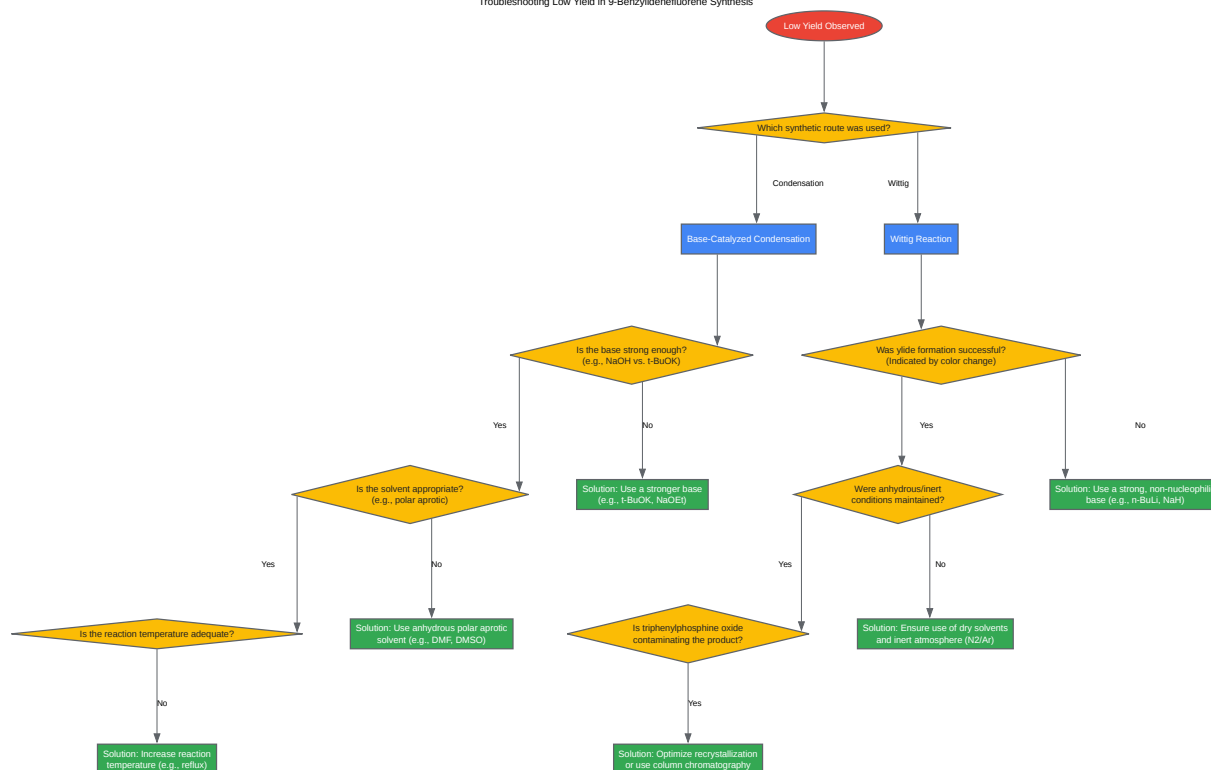 Troubleshooting Low Yield in 9-Benzylidenefluorene Synthesis
Low Yield Observed
Which synthetic route was used?
Condensation
Wittig
Base-Catalyzed Condensation
Wittig Reaction
Is the base strong enough?
(e.g., NaOH vs. t-BuOK)
Was ylide formation successful?
(Indicated by color change)
Yes
No
Yes
No
Is the solvent appropriate?
(e.g., polar aprotic)
Solution: Use a stronger base
(e.g., t-BuOK, NaOEt)
Were anhydrous/inert
conditions maintained?
Solution: Use a strong, non-nucleophili
base (e.g., n-BuLi, NaH)
Yes
No
Yes
No
Is the reaction temperature adequate?
Solution: Use anhydrous polar aprotic
solvent (e.g., DMF, DMSO)
Is triphenylphosphine oxide
contaminating the product?
Solution: Ensure use of dry solvents
and inert atmosphere (N2/Ar)
No
Yes
Solution: Increase reaction
temperature (e.g., reflux)
Solution: Optimize recrystallization
or use column chromatography